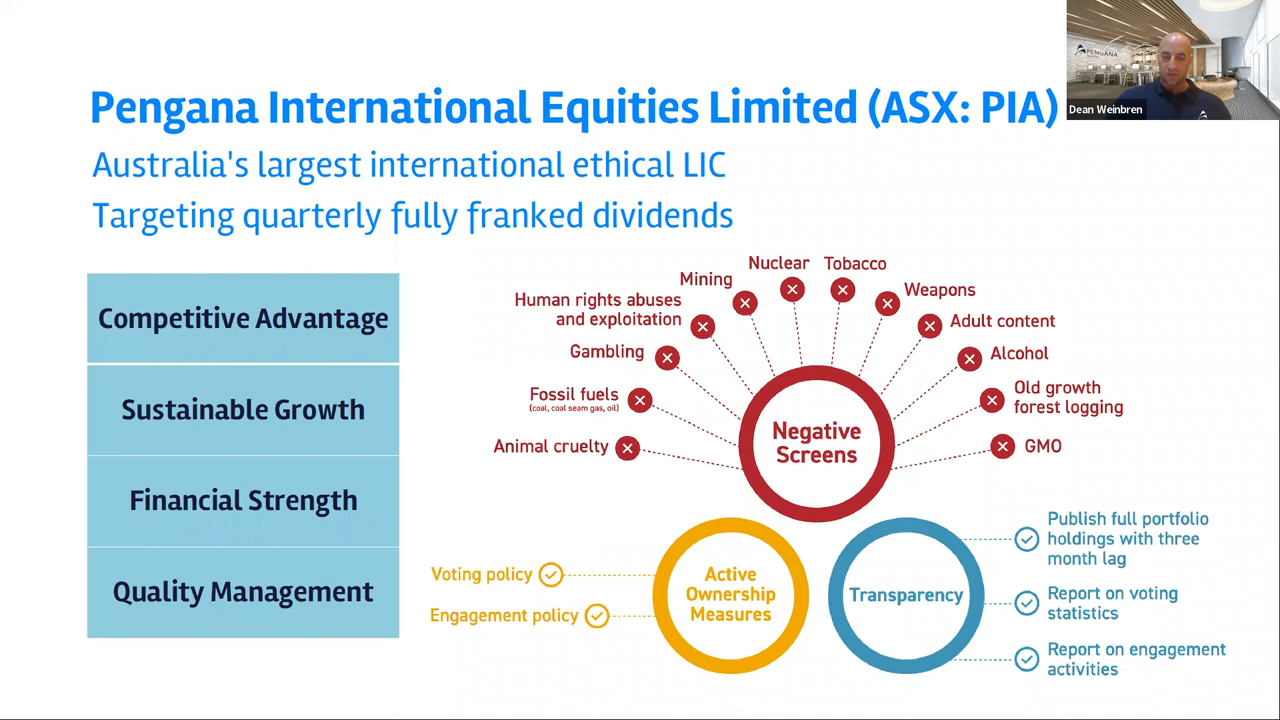 Pengana International Equities Limited (ASX: PIA)
PENGANA
Dean Weinbren
Australia's largest international ethical LIC
Targeting quarterly fully franked dividends
Competitive Advantage
Sustainable Growth
Financial Strength
Quality Management
Nuclear
Tobacco
Mining
Weapons
Human rights abuses
and exploitation
Adult content
Gambling
Alcohol
Fossil fuels
(coal, coal seam gas, oil)
Old growth
forest logging
Animal cruelty
GMO
Negative
Screens
Voting policy
Engagement policy
Active
Ownership
Measures
Transparency
Publish full portfolio
holdings with three
month lag
Report on voting
statistics
Report on engagement
activities